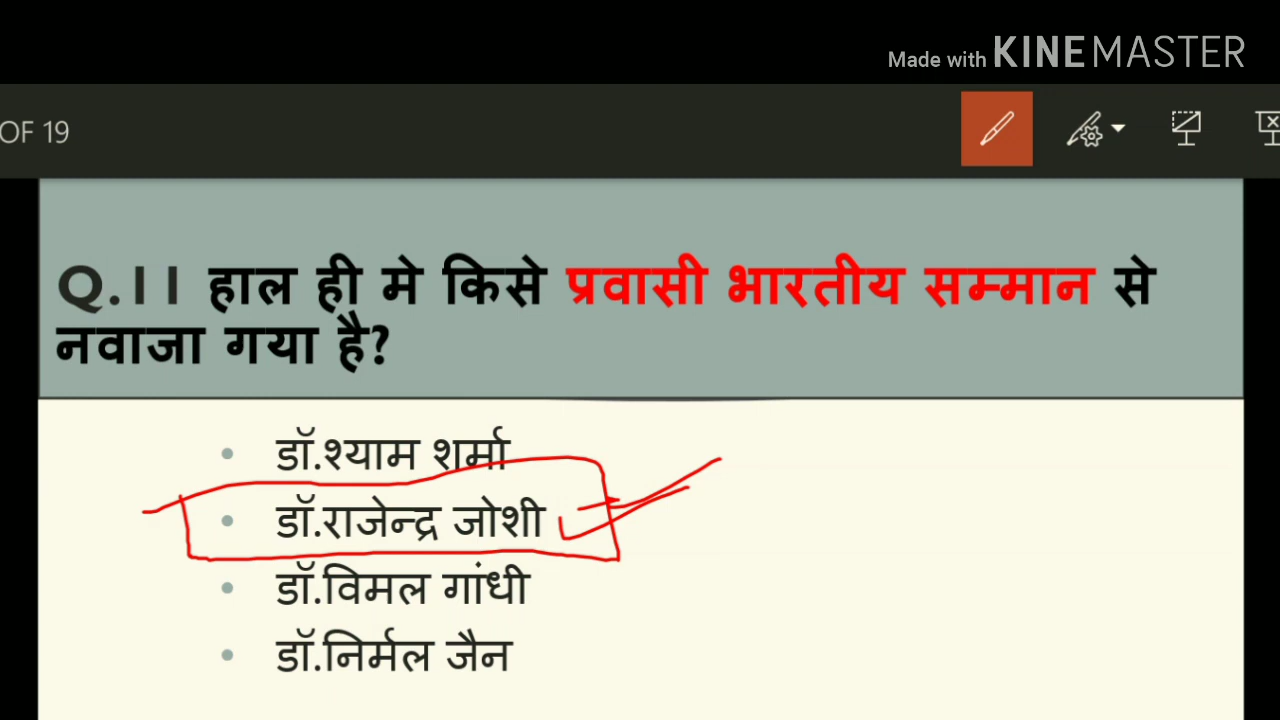 Made with KINEMASTER
OF 19
Q.11 हाल ही मे किसे प्रवासी भारतीय सम्मान से
नवाजा गया है?
• डॉ.श्याम शर्मा
• डॉ.राजेन्द्र जोशी
• डॉ.विमल गांधी
• डॉ.निर्मल जैन